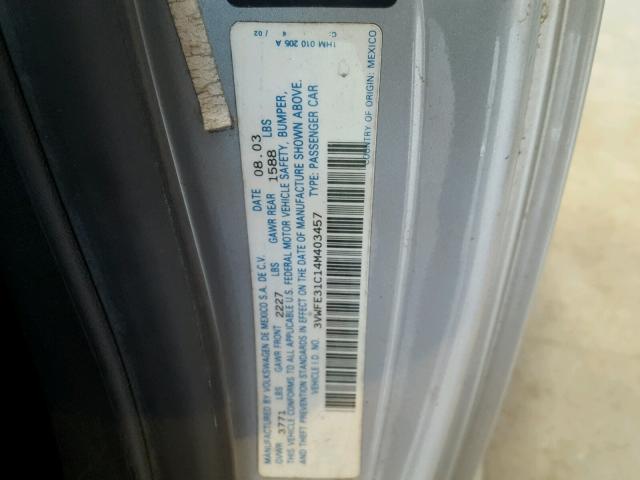 1HM 010 205 A C: 4 / 02
MANUFACTURED BY VOLKSWAGEN DE MEXICO S.A. DE C.V. DATE 08.03
GVWR 3771 LBS GAWR FRONT 2227 LBS GAWR REAR 1588 LBS
THIS VEHICLE CONFORMS TO ALL APPLICABLE U.S. FEDERAL MOTOR VEHICLE SAFETY, BUMPER,
AND THEFT PREVENTION STANDARDS IN EFFECT ON THE DATE OF MANUFACTURE SHOWN ABOVE.
VEHICLE I.D. NO. 3VWFE31C14M403457 TYPE: PASSENGER CAR
COUNTRY OF ORIGIN: MEXICO